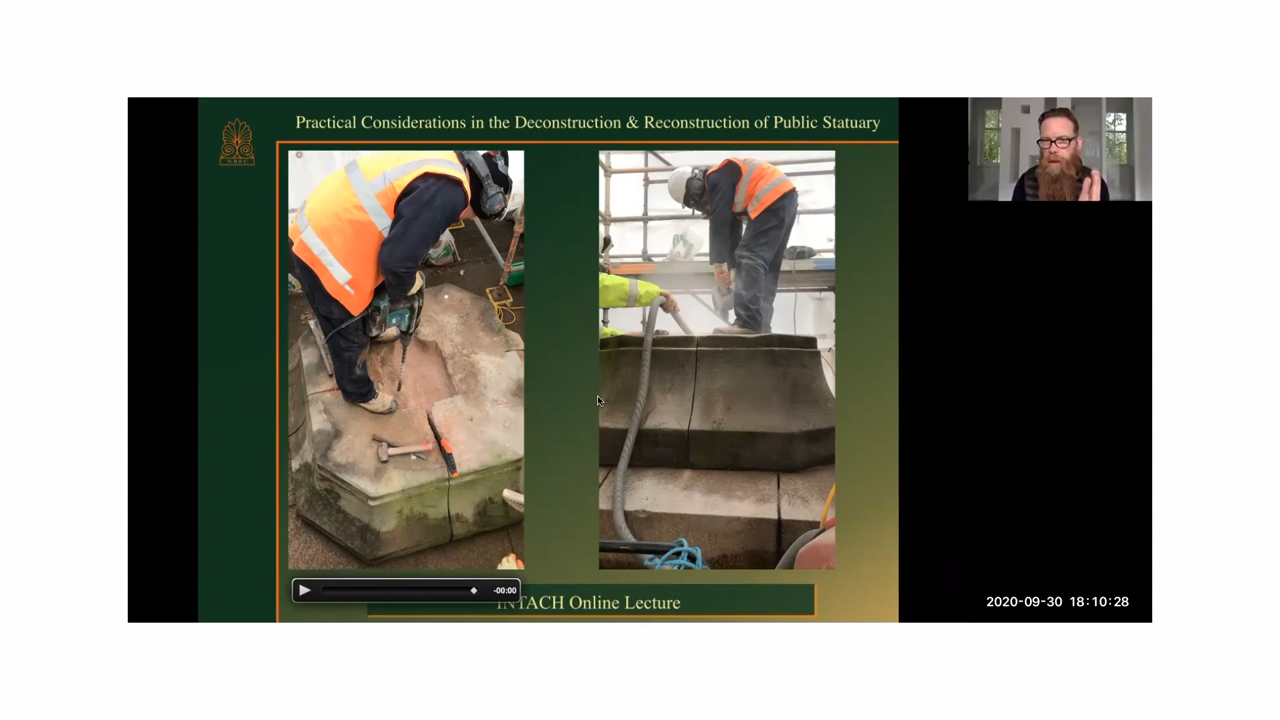 Practical Considerations in the Deconstruction & Reconstruction of Public Statuary
-00:00
INTACH Online Lecture
2020-09-30 18:10:28